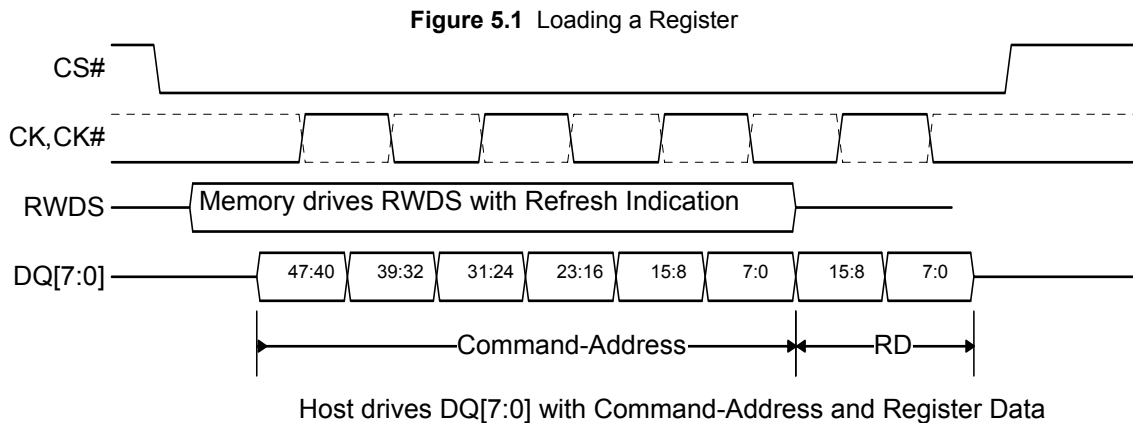 Figure 5.1 Loading a Register
CS#
CK,CK#
RWDS
Memory drives RWDS with Refresh Indication
DQ[7:0]
47:40 39:32 31:24 23:16 15:8 7:0 15:8 7:0
Command-Address RD
Host drives DQ[7:0] with Command-Address and Register Data